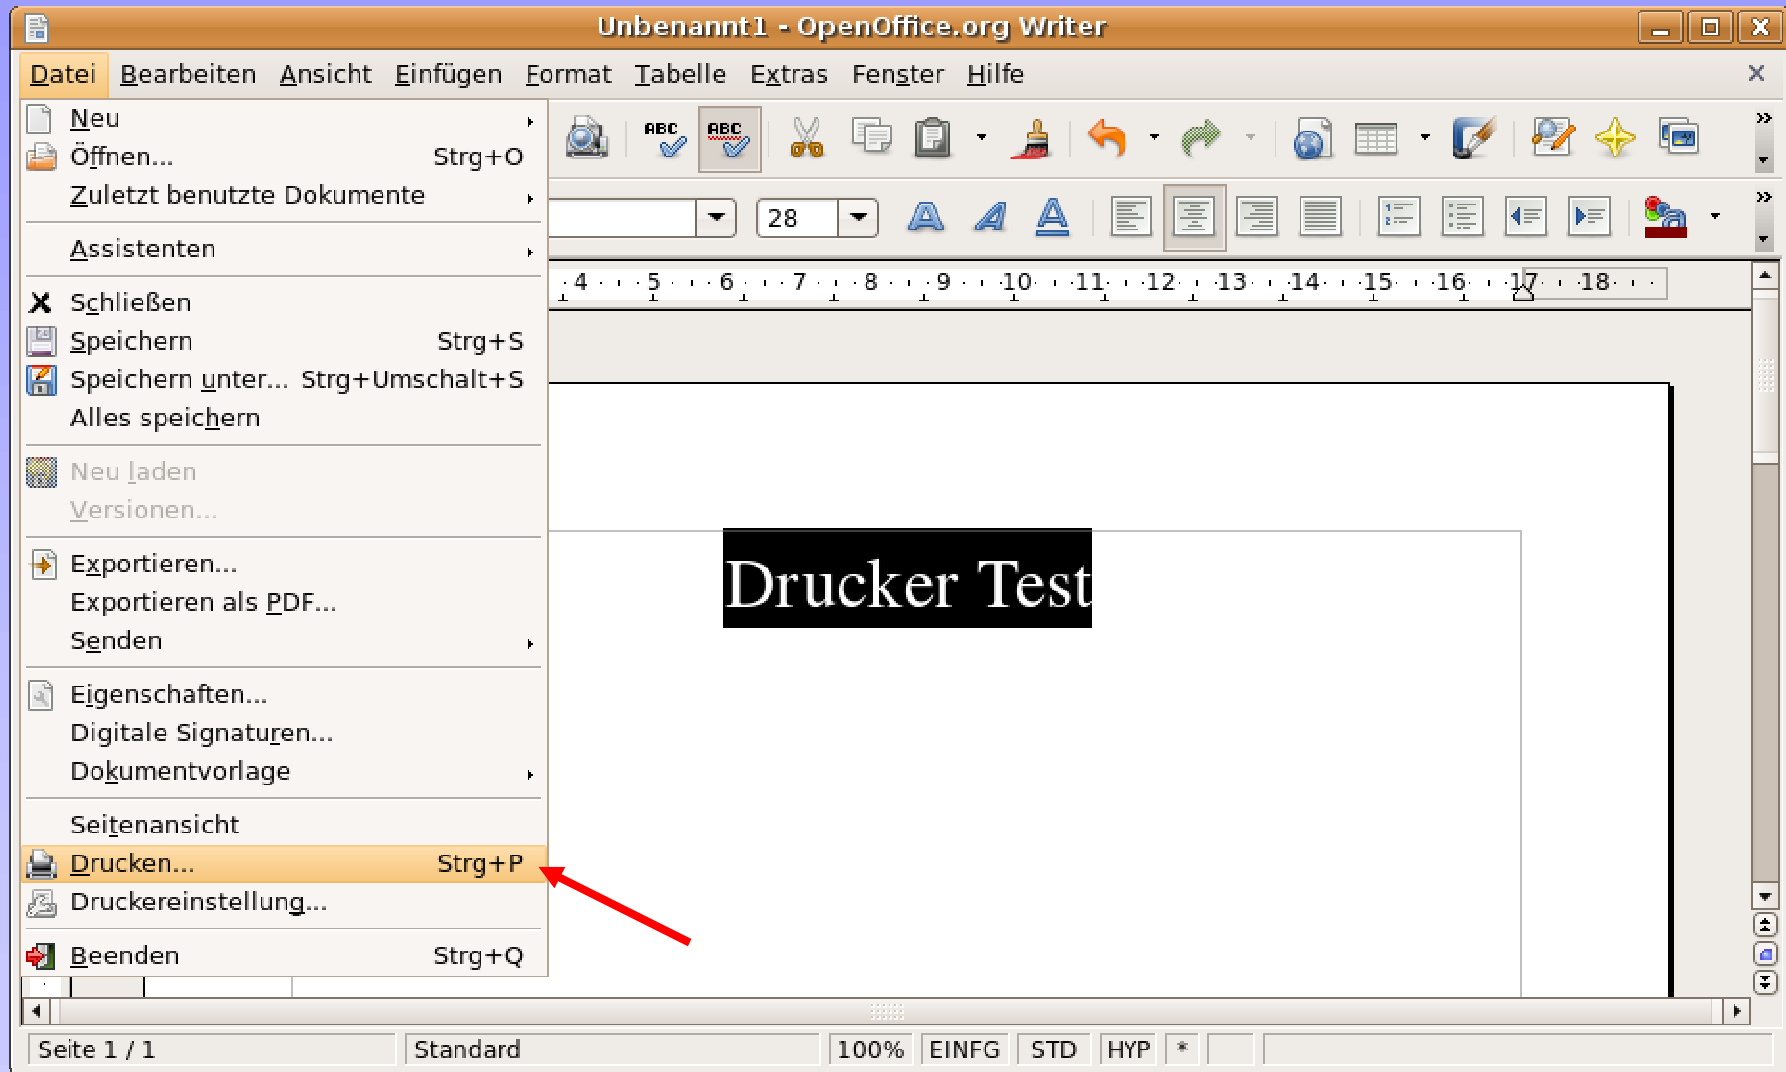 Unbenannt1 - OpenOffice.org Writer
Datei Bearbeiten Ansicht Einfügen Format Tabelle Extras Fenster Hilfe
Neu
Öffnen... Strg+O
Zuletzt benutzte Dokumente
Assistenten
Schließen
Speichern Strg+S
Speichern unter... Strg+Umschalt+S
Alles speichern
Neu laden
Versionen...
Exportieren...
Exportieren als PDF...
Senden
Eigenschaften...
Digitale Signaturen...
Dokumentvorlage
Seitenansicht
Drucken... Strg+P
Druckereinstellung...
Beenden Strg+Q
ABC ABC
28
4 5 6 7 8 9 10 11 12 13 14 15 16 17 18
Drucker Test
Seite 1 / 1 Standard 100% EINFG STD HYP *